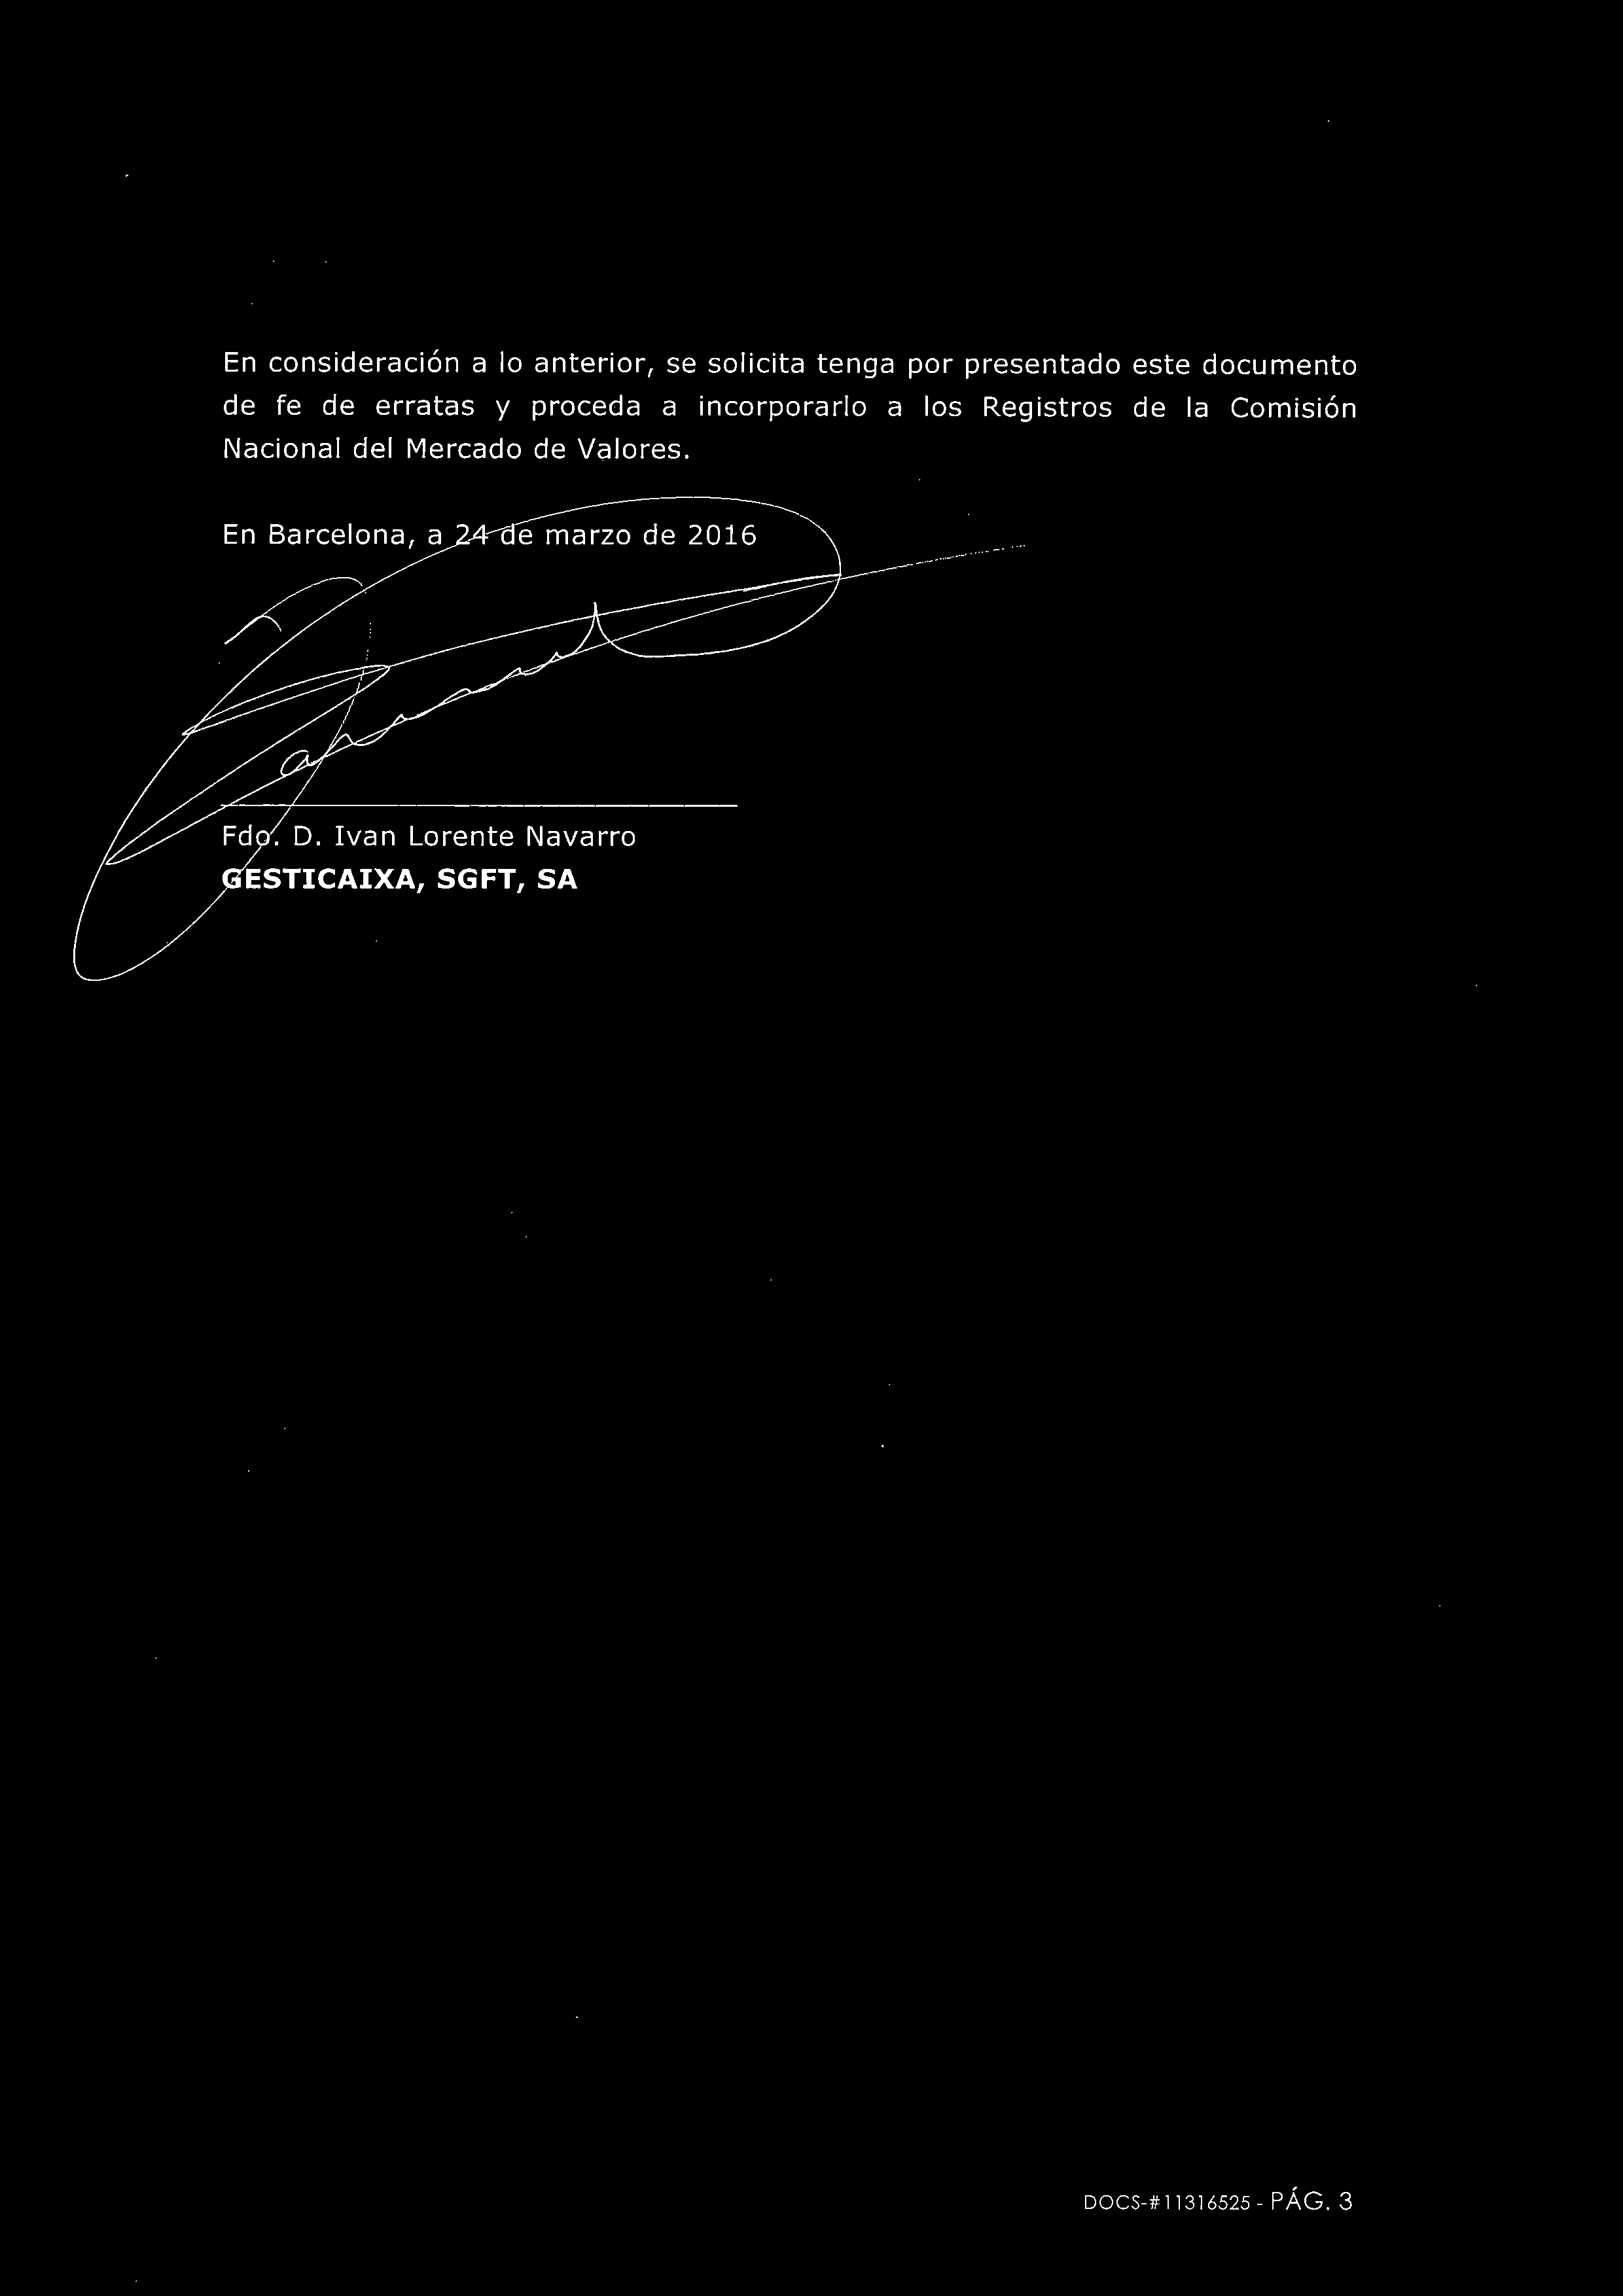 En consideración a lo anterior, se solicita tenga por presentado este documento
de fe de erratas y proceda a incorporarlo a los Registros de la Comisión
Nacional del Mercado de Valores.
En Barcelona, a 24 de marzo de 2016
Fdo. D. Ivan Lorente Navarro
GESTICAIXA, SGFT, SA
DOCS-#11316525 - PÁG. 3